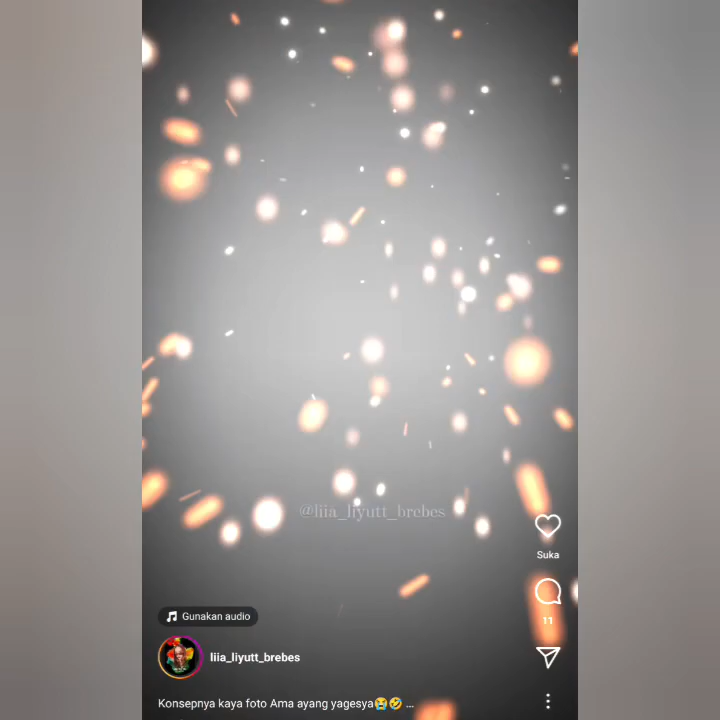 @liia_liyutt_brebes
Suka
11
Gunakan audio
liia_liyutt_brebes
Konsepnya kaya foto Ama ayang yagesya😭🤣 ...